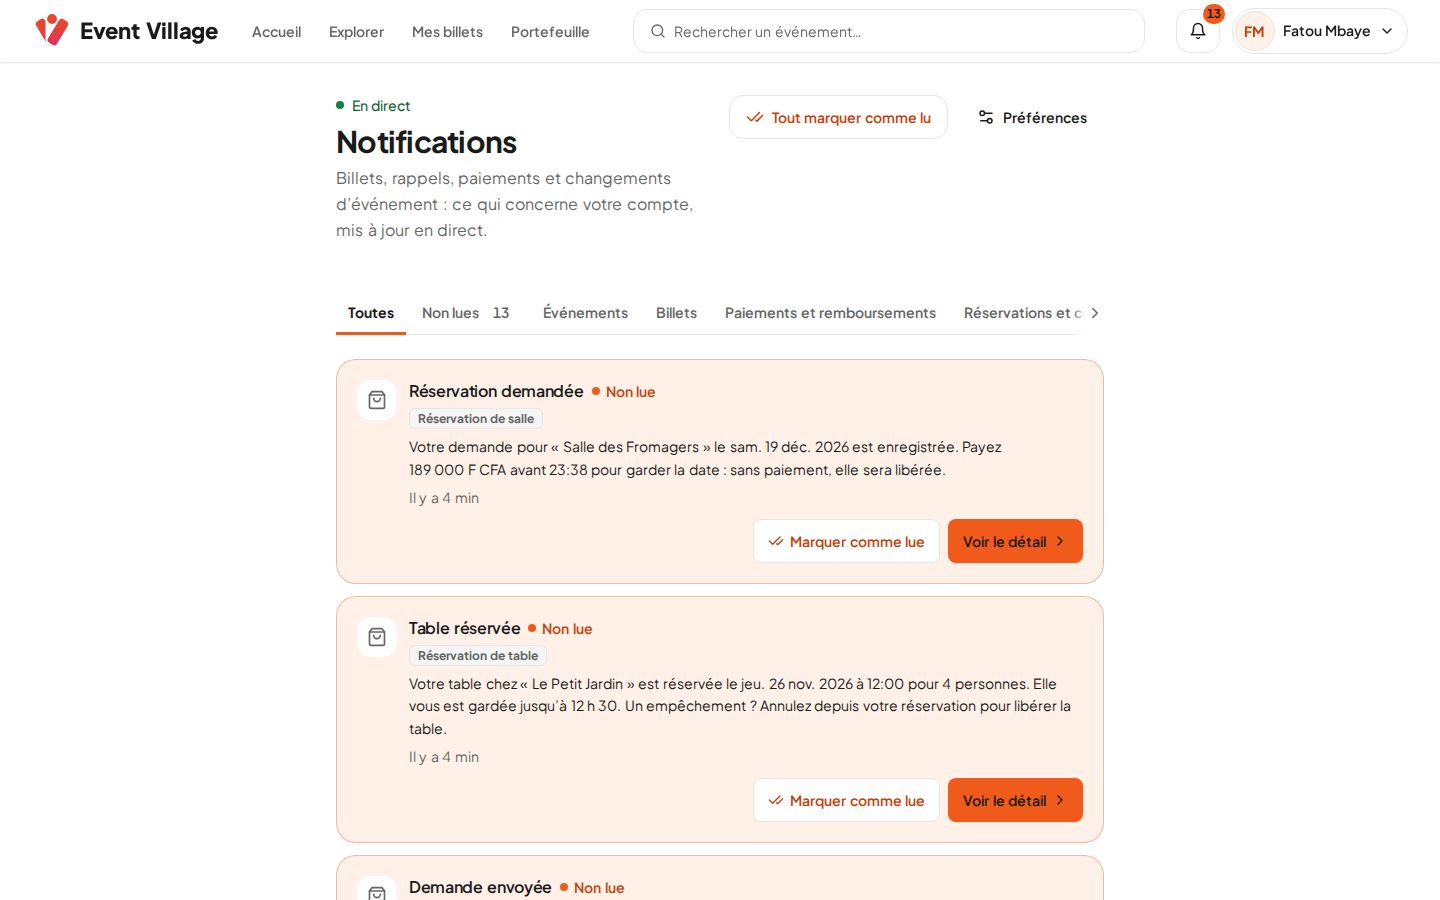 Event Village
Accueil
Explorer
Mes billets
Portefeuille
Rechercher un événement…
13
FM
Fatou Mbaye
En direct
Notifications
Billets, rappels, paiements et changements
d’événement : ce qui concerne votre compte,
mis à jour en direct.
Tout marquer comme lu
Préférences
Toutes
Non lues 13
Événements
Billets
Paiements et remboursements
Réservations et c
Réservation demandée
Non lue
Réservation de salle
Votre demande pour « Salle des Fromagers » le sam. 19 déc. 2026 est enregistrée. Payez
189 000 F CFA avant 23:38 pour garder la date : sans paiement, elle sera libérée.
Il y a 4 min
Marquer comme lue
Voir le détail
Table réservée
Non lue
Réservation de table
Votre table chez « Le Petit Jardin » est réservée le jeu. 26 nov. 2026 à 12:00 pour 4 personnes. Elle
vous est gardée jusqu’à 12 h 30. Un empêchement ? Annulez depuis votre réservation pour libérer la
table.
Il y a 4 min
Marquer comme lue
Voir le détail
Demande envoyée
Non lue